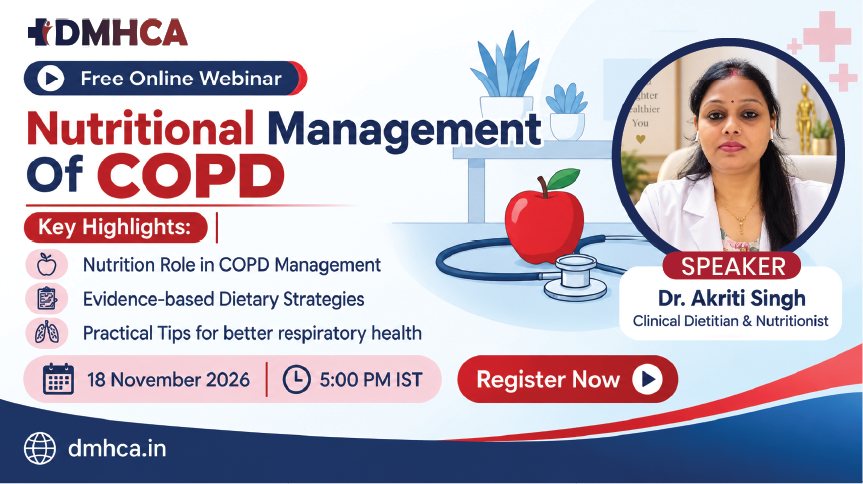 DMHCA
Free Online Webinar
Nutritional Management
Of COPD
Key Highlights:
Nutrition Role in COPD Management
Evidence-based Dietary Strategies
Practical Tips for better respiratory health
18 November 2026
5:00 PM IST
Register Now
healthier
You
SPEAKER
Dr. Akriti Singh
Clinical Dietitian & Nutritionist
dmhca.in